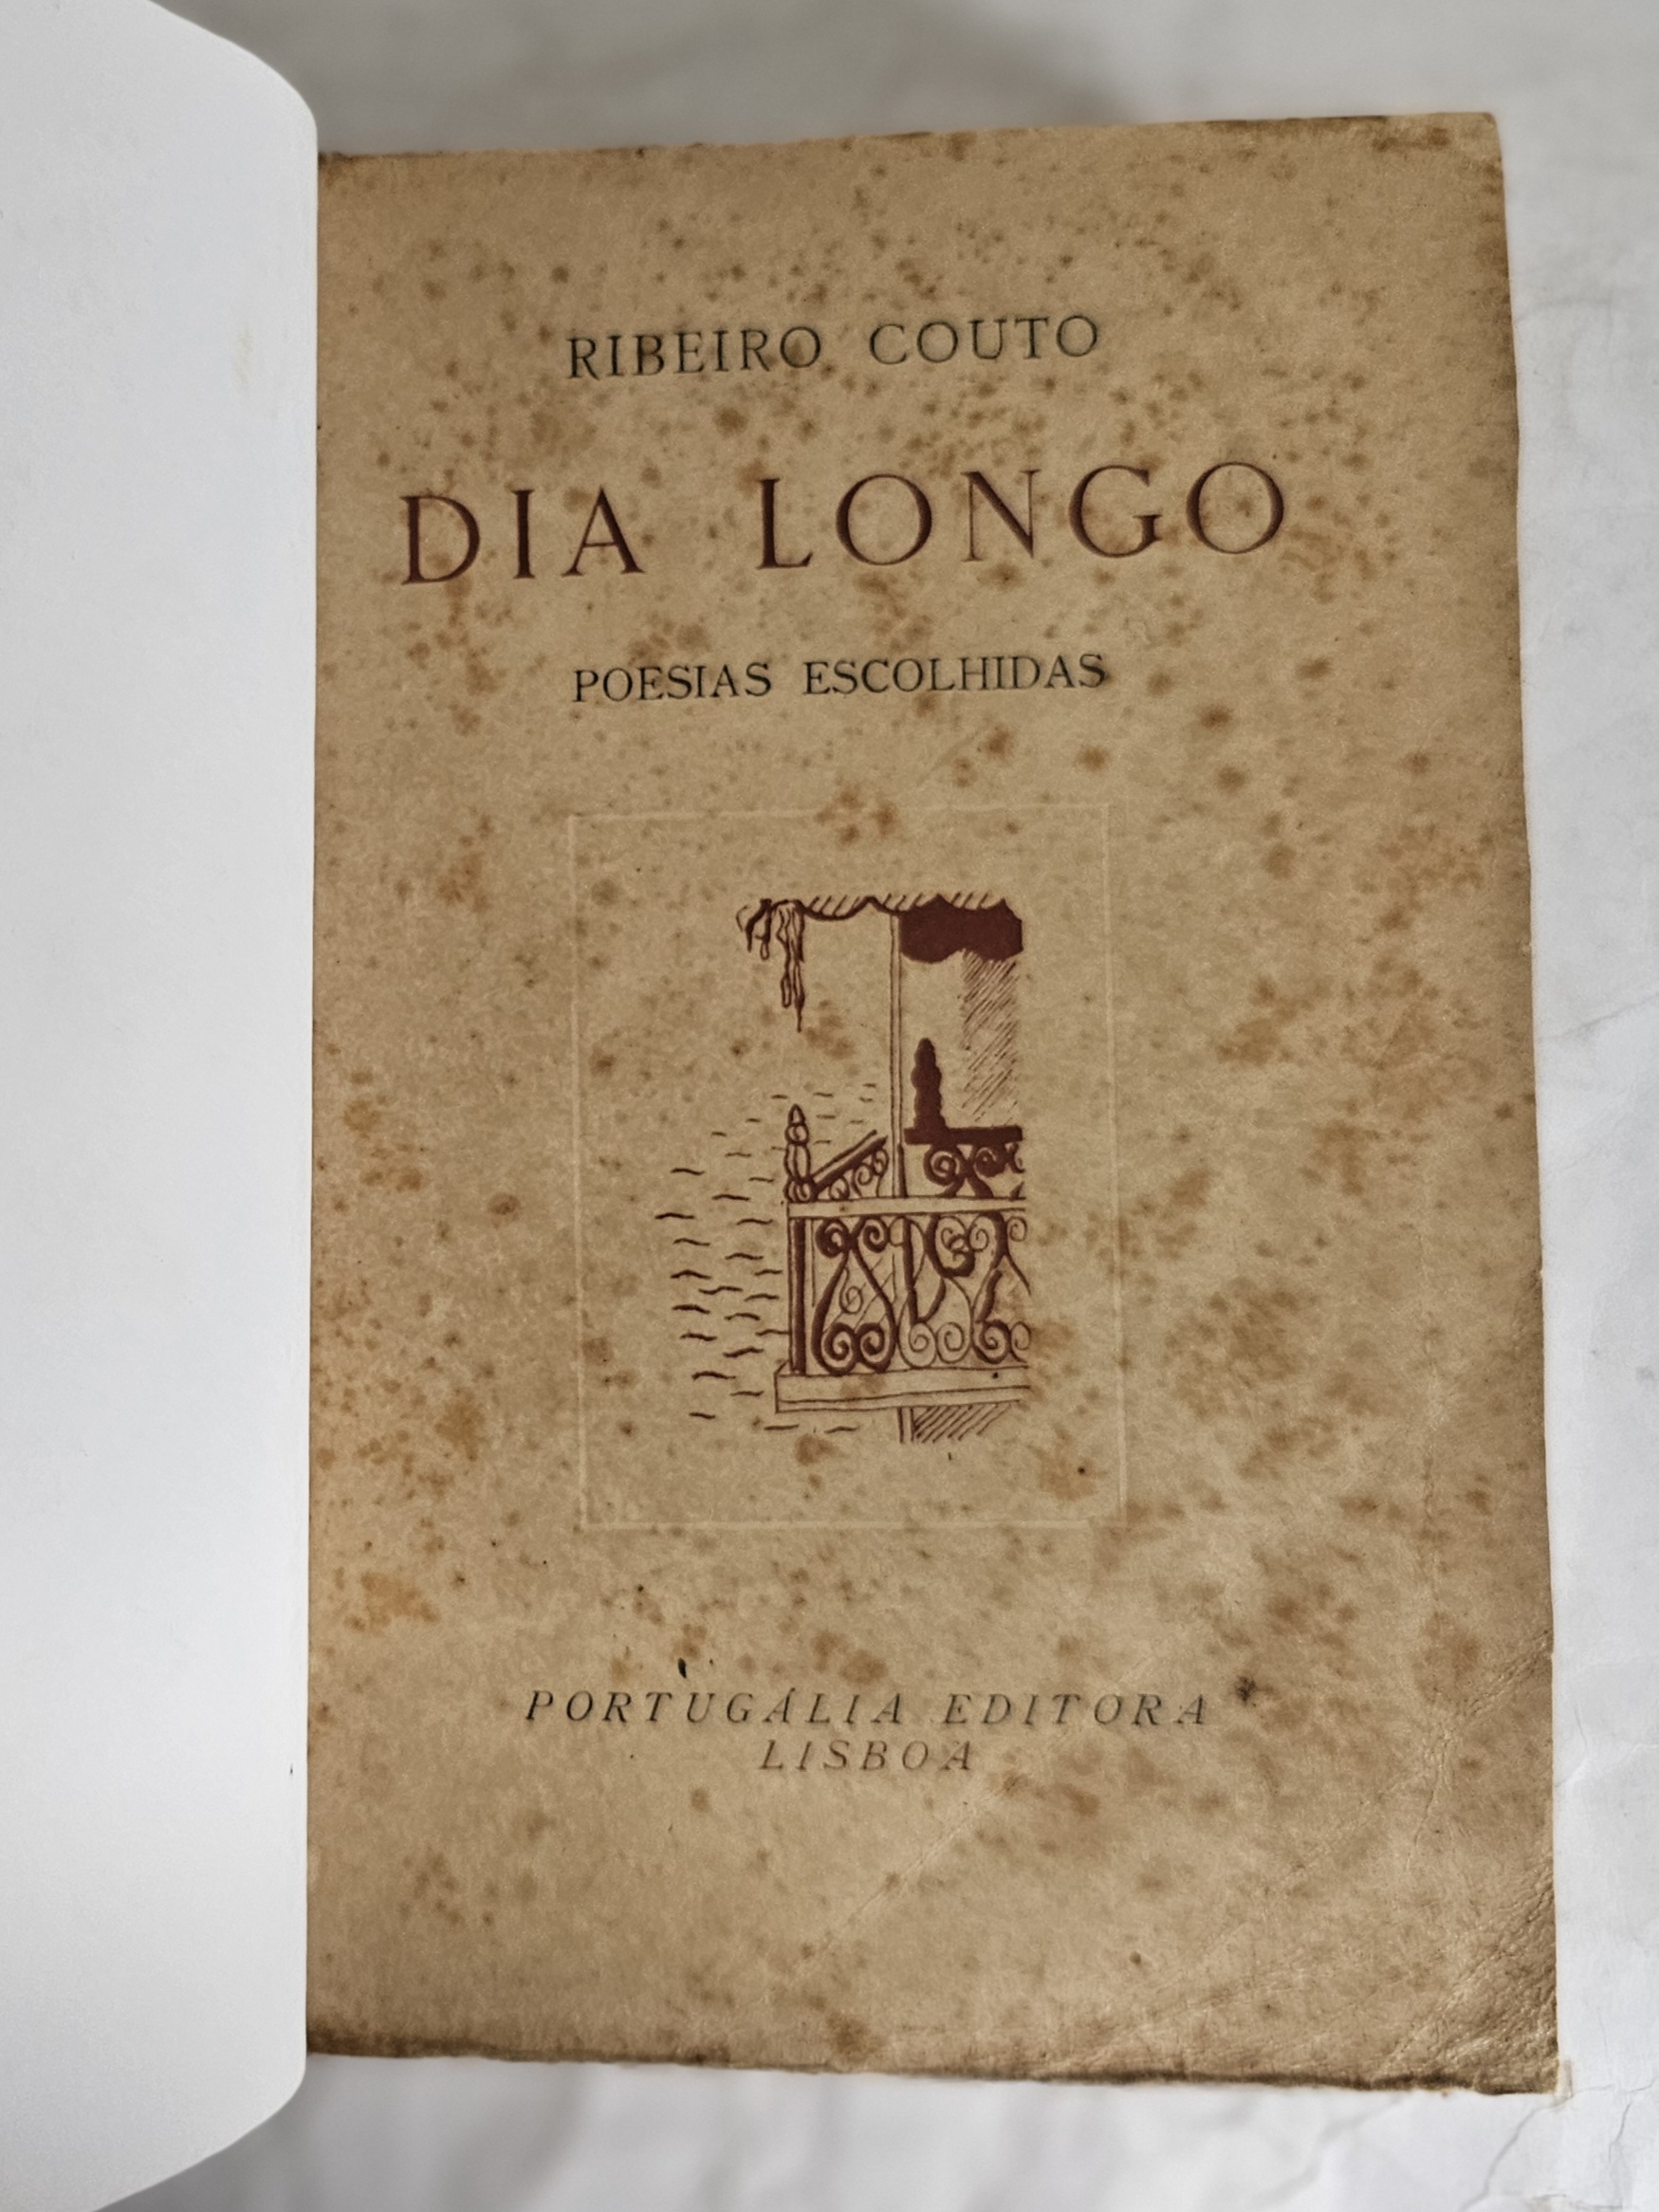 RIBEIRO COUTO
DIA LONGO
POESIAS ESCOLHIDAS
PORTUGÁLIA EDITORA
LISBOA